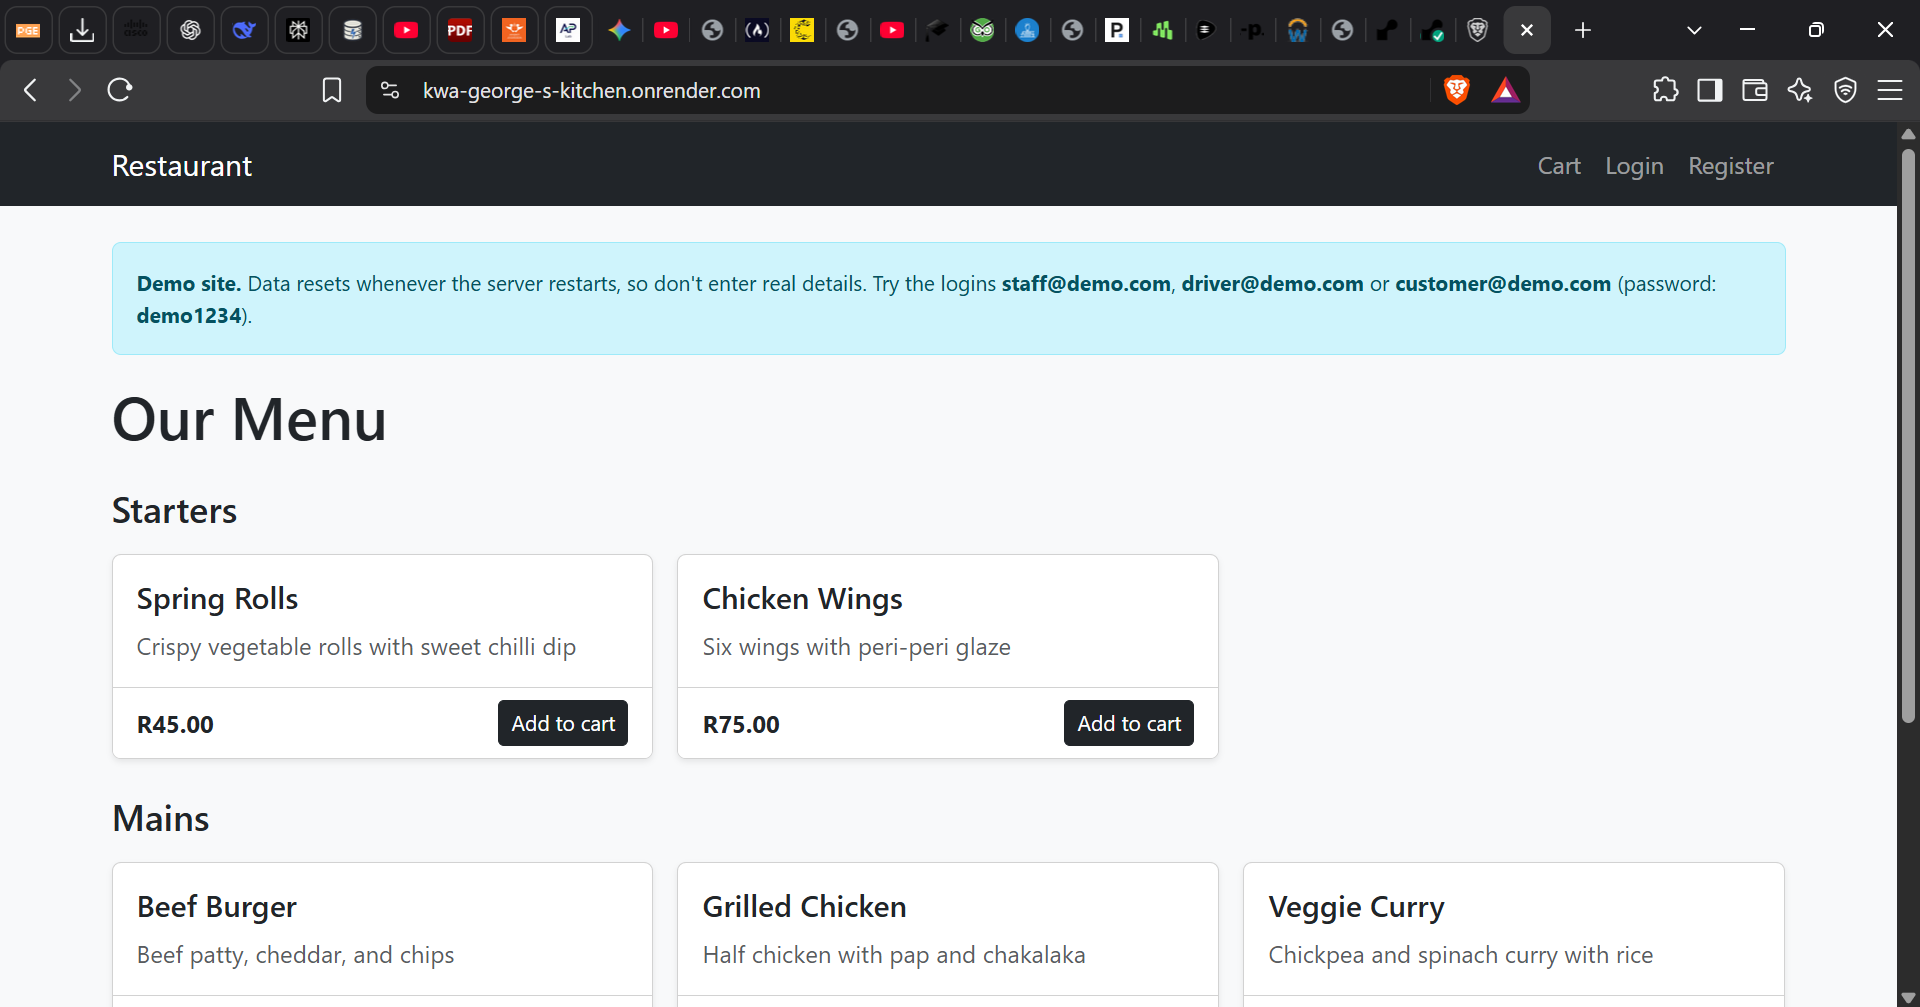 PGE
cisco
PDF
AP
P.
-p.
kwa-george-s-kitchen.onrender.com
Restaurant
Cart Login Register
Demo site. Data resets whenever the server restarts, so don't enter real details. Try the logins staff@demo.com, driver@demo.com or customer@demo.com (password:
demo1234).
Our Menu
Starters
Spring Rolls
Crispy vegetable rolls with sweet chilli dip
R45.00
Add to cart
Chicken Wings
Six wings with peri-peri glaze
R75.00
Add to cart
Mains
Beef Burger
Beef patty, cheddar, and chips
Grilled Chicken
Half chicken with pap and chakalaka
Veggie Curry
Chickpea and spinach curry with rice